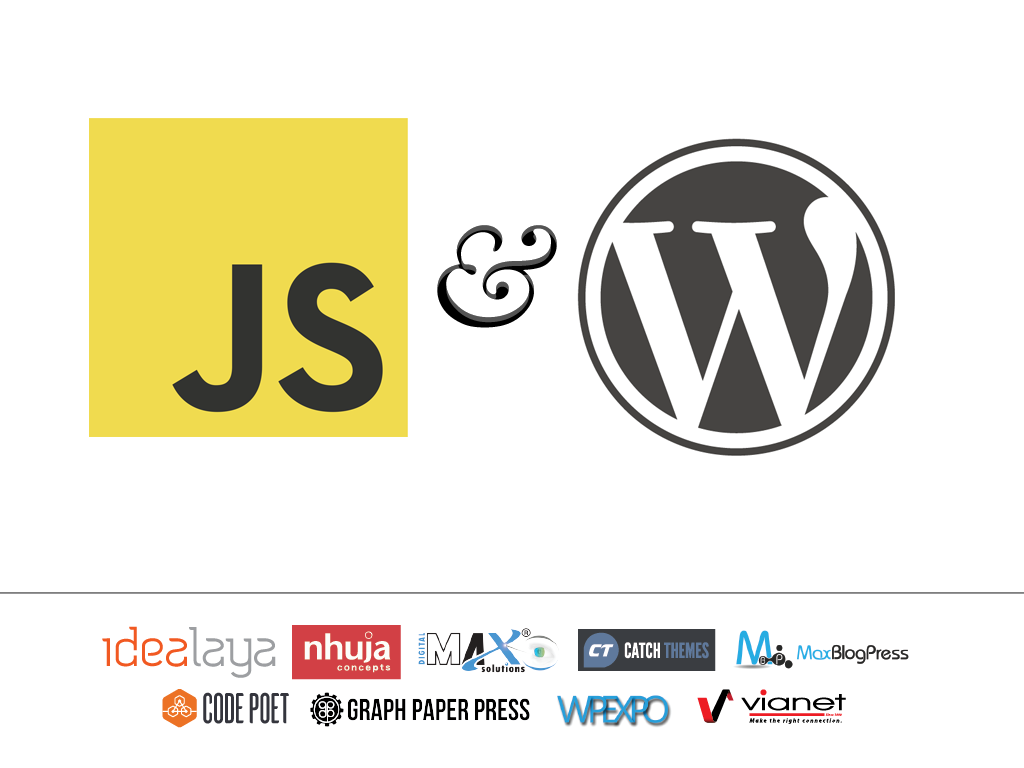 JS & W
idealaya
nhuja
concepts
DIGITAL MAX®
solutions
CT CATCH THEMES
M B.P. MaxBlogPress
CODE POET
GRAPH PAPER PRESS
WPEXPO
vianet
Make the right connection.